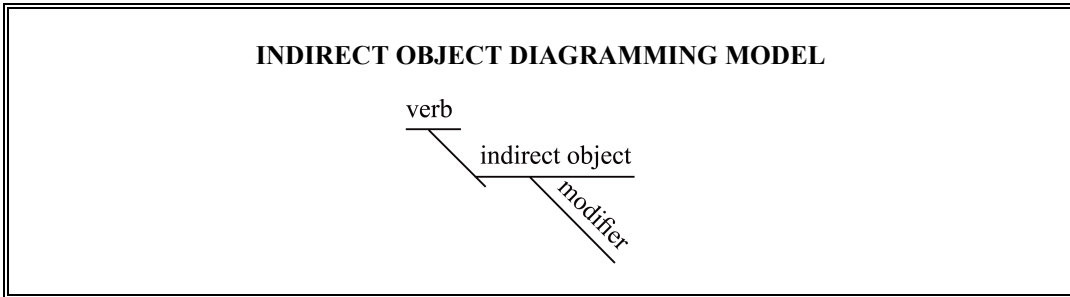 INDIRECT OBJECT DIAGRAMMING MODEL
verb
indirect object
modifier